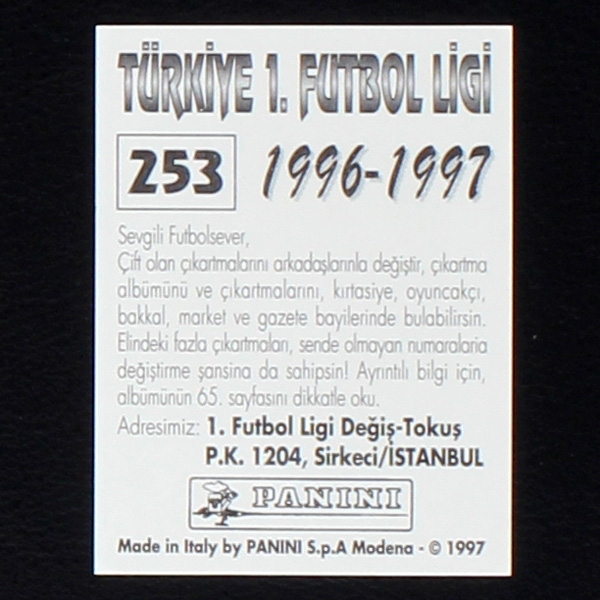 TÜRKİYE 1. FUTBOL LİGİ
253 1996-1997
Sevgili Futbolsever,
Çift olan çıkartmalarını arkadaşlarınla değiştir, çıkartma
albümünü ve çıkartmalarını, kırtasiye, oyuncakçı,
bakkal, market ve gazete bayilerinde bulabilirsin.
Elindeki fazla çıkartmaları, sende olmayan numaralarla
değiştirme şansına da sahipsin! Ayrıntılı bilgi için,
albümünün 65. sayfasını dikkatle oku.
Adresimiz: 1. Futbol Ligi Değiş-Tokuş
P.K. 1204, Sirkeci/İSTANBUL
PANINI
Made in Italy by PANINI S.p.A Modena - © 1997